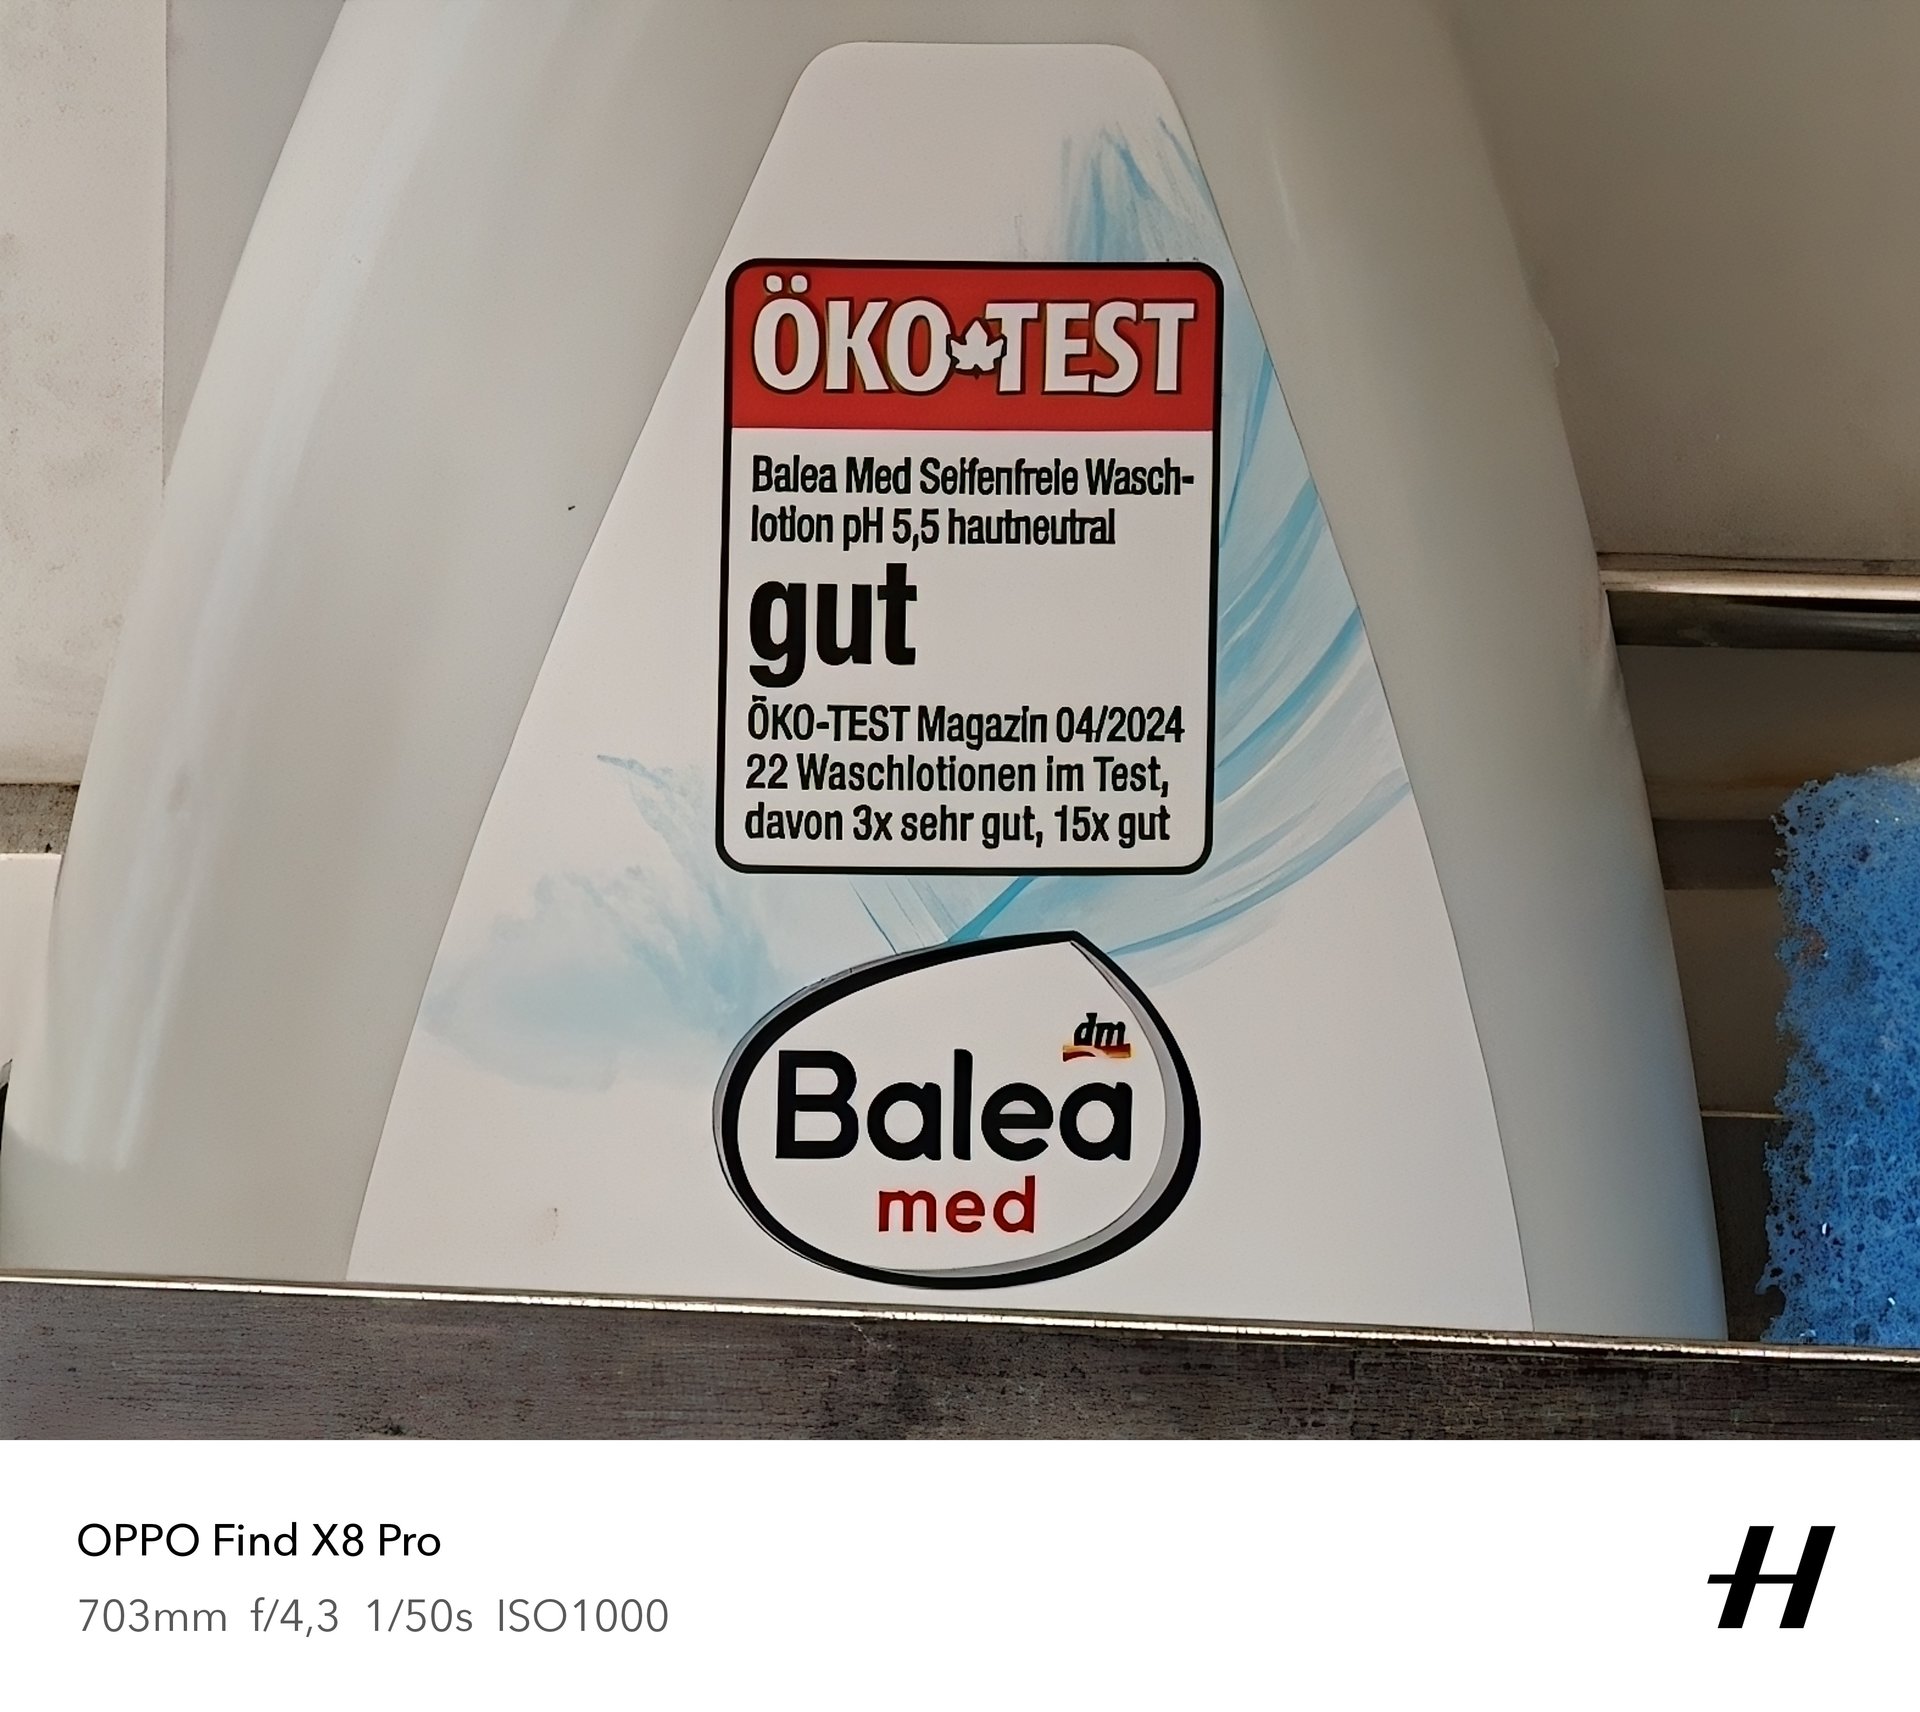 ÖKO TEST
Balea Med Seifenfreie Wasch-
lotion pH 5,5 hautneutral
gut
ÖKO-TEST Magazin 04/2024
22 Waschlotionen im Test,
davon 3x sehr gut, 15x gut
dm
Balea
med
OPPO Find X8 Pro
703mm f/4,3 1/50s ISO1000
H